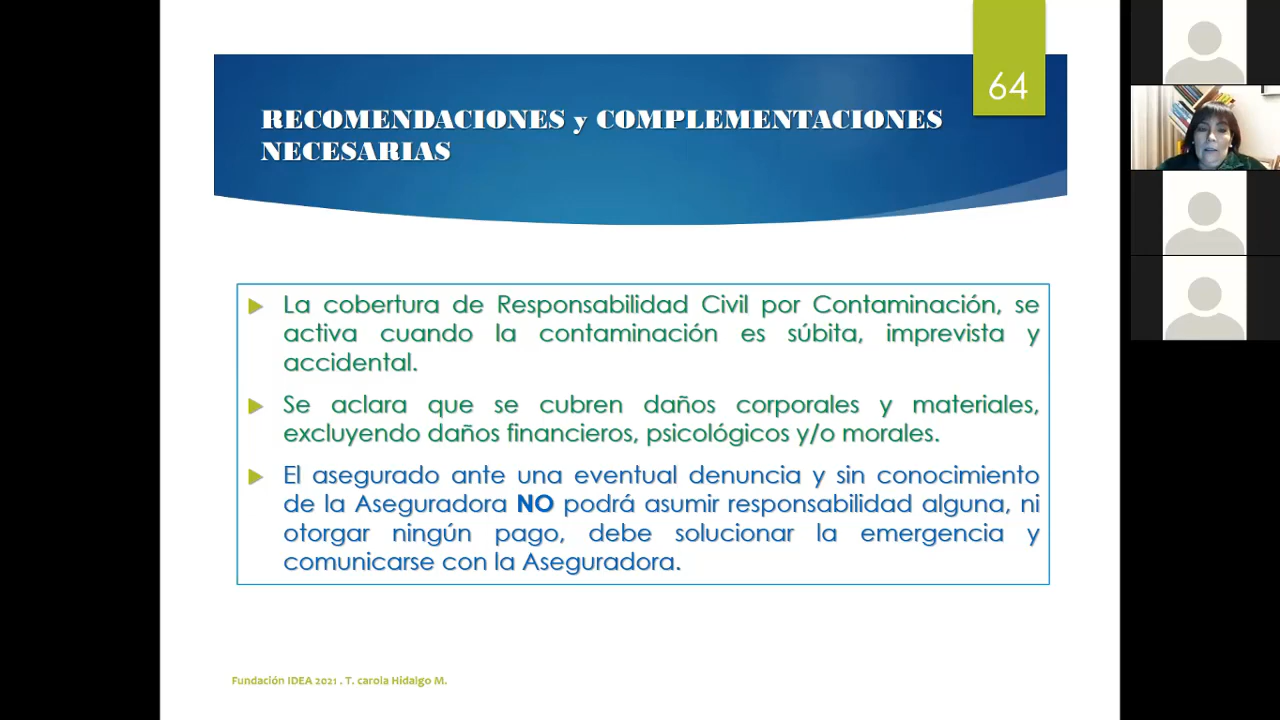 64
RECOMENDACIONES y COMPLEMENTACIONES
NECESARIAS
La cobertura de Responsabilidad Civil por Contaminación, se
activa cuando la contaminación es súbita, imprevista y
accidental.
Se aclara que se cubren daños corporales y materiales,
excluyendo daños financieros, psicológicos y/o morales.
El asegurado ante una eventual denuncia y sin conocimiento
de la Aseguradora NO podrá asumir responsabilidad alguna, ni
otorgar ningún pago, debe solucionar la emergencia y
comunicarse con la Aseguradora.
Fundación IDEA 2021 . T. carola Hidalgo M.